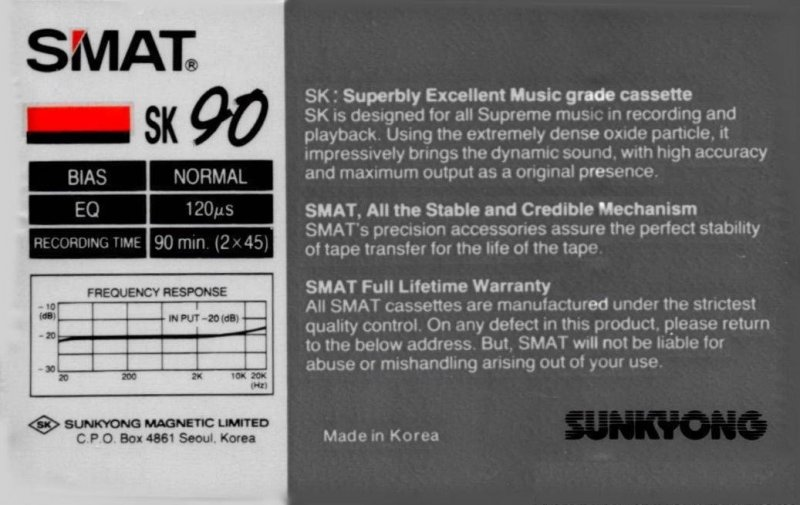 SMAT®
SK 90
BIAS NORMAL
EQ 120µs
RECORDING TIME 90 min. (2×45)
FREQUENCY RESPONSE
-10
(dB)
IN PUT -20 (dB)
-20
-30
20 200 2K 10K 20K
(Hz)
SK SUNKYONG MAGNETIC LIMITED
C.P.O. Box 4861 Seoul, Korea
SK : Superbly Excellent Music grade cassette
SK is designed for all Supreme music in recording and
playback. Using the extremely dense oxide particle, it
impressively brings the dynamic sound, with high accuracy
and maximum output as a original presence.
SMAT, All the Stable and Credible Mechanism
SMAT's precision accessories assure the perfect stability
of tape transfer for the life of the tape.
SMAT Full Lifetime Warranty
All SMAT cassettes are manufactured under the strictest
quality control. On any defect in this product, please return
to the below address. But, SMAT will not be liable for
abuse or mishandling arising out of your use.
Made in Korea
SUNKYONG